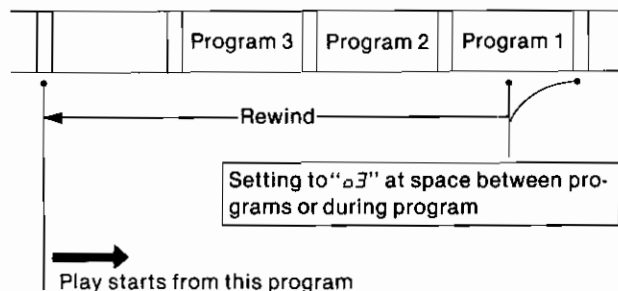 Program 3 Program 2 Program 1
Rewind
Setting to "o3" at space between pro-
grams or during program
Play starts from this program